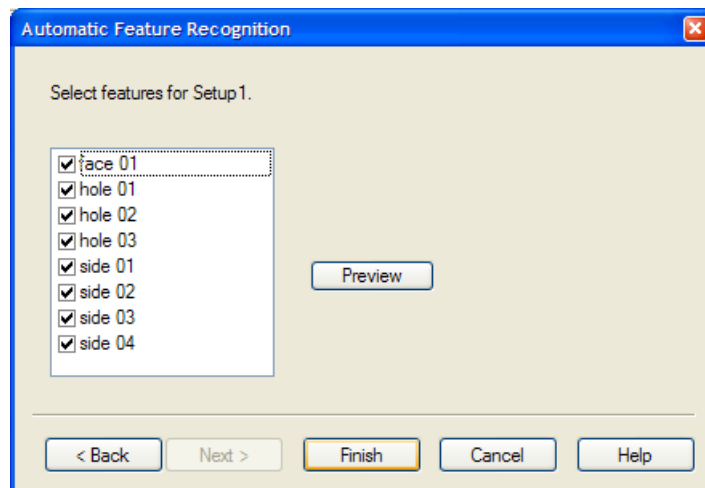 Automatic Feature Recognition
Select features for Setup1.
face 01
hole 01
hole 02
hole 03
side 01
side 02
side 03
side 04
Preview
< Back Next > Finish Cancel Help